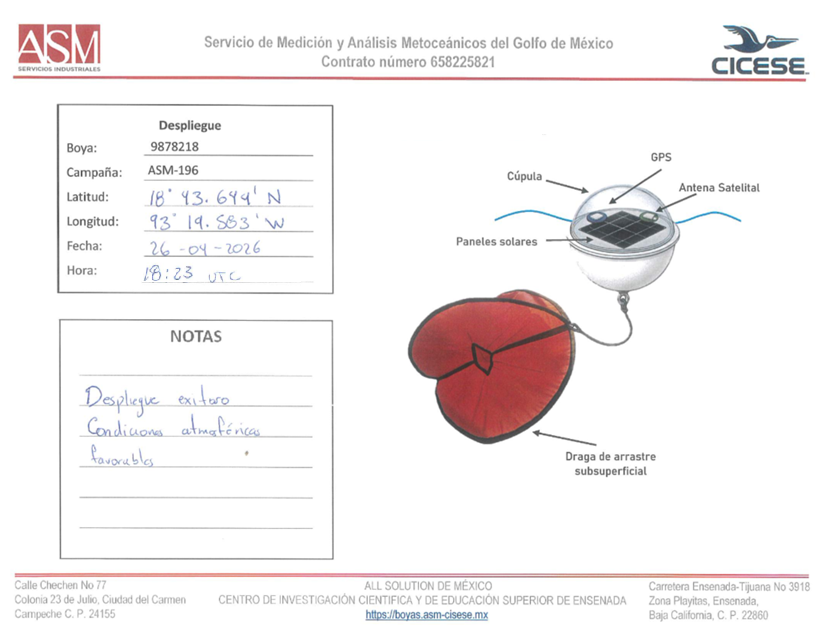 ASM
SERVICIOS INDUSTRIALES
Servicio de Medición y Análisis Metoceánicos del Golfo de México
Contrato número 658225821
CICESE
Despliegue
Boya: 9878218
Campaña: ASM-196
Latitud: 18° 43.644' N
Longitud: 93° 19.583' W
Fecha: 26-04-2026
Hora: 18:23 UTC
NOTAS
Despliegue exitoso
Condiciones atmosféricas
favorables
GPS
Cúpula
Antena Satelital
Paneles solares
Draga de arrastre
subsuperficial
Calle Chechen No 77
Colonia 23 de Julio, Ciudad del Carmen
Campeche C. P. 24155
ALL SOLUTION DE MÉXICO
CENTRO DE INVESTIGACIÓN CIENTIFICA Y DE EDUCACIÓN SUPERIOR DE ENSENADA
https://boyas.asm-cisese.mx
Carretera Ensenada-Tijuana No 3918
Zona Playitas, Ensenada,
Baja California, C. P. 22860